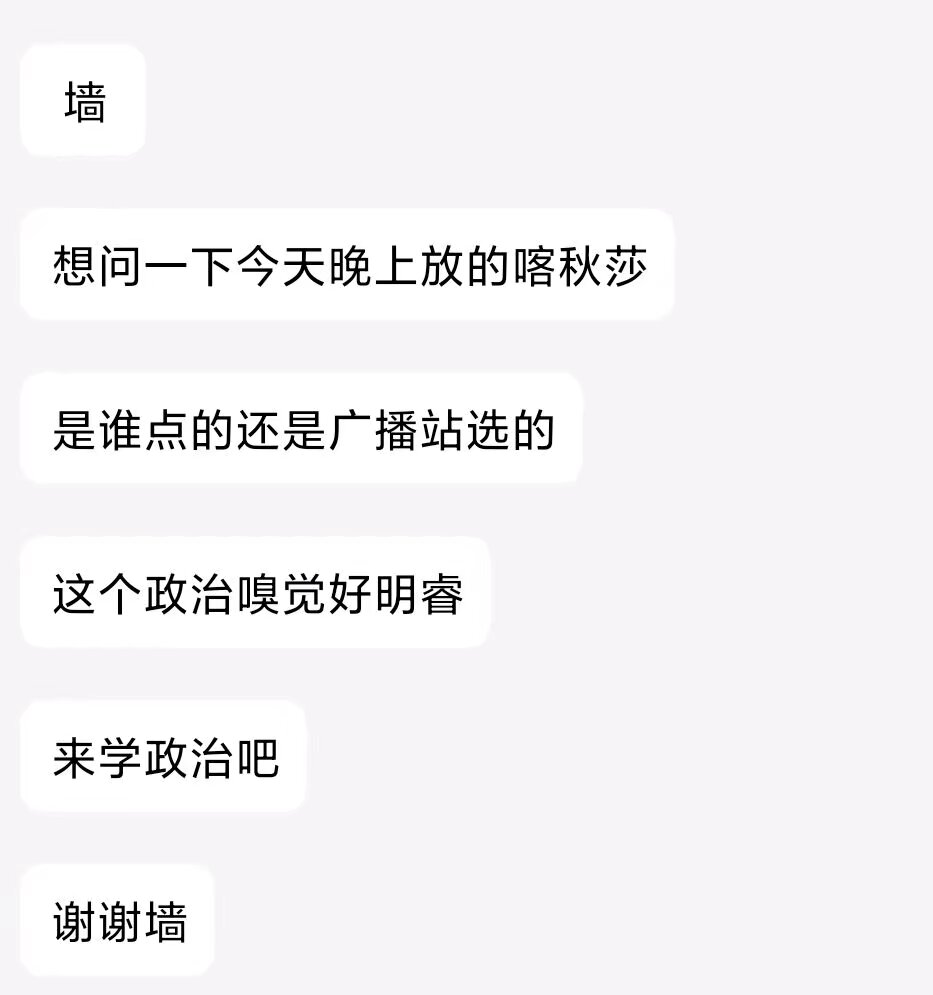 墙
想问一下今天晚上放的喀秋莎
是谁点的还是广播站选的
这个政治嗅觉好明睿
来学政治吧
谢谢墙